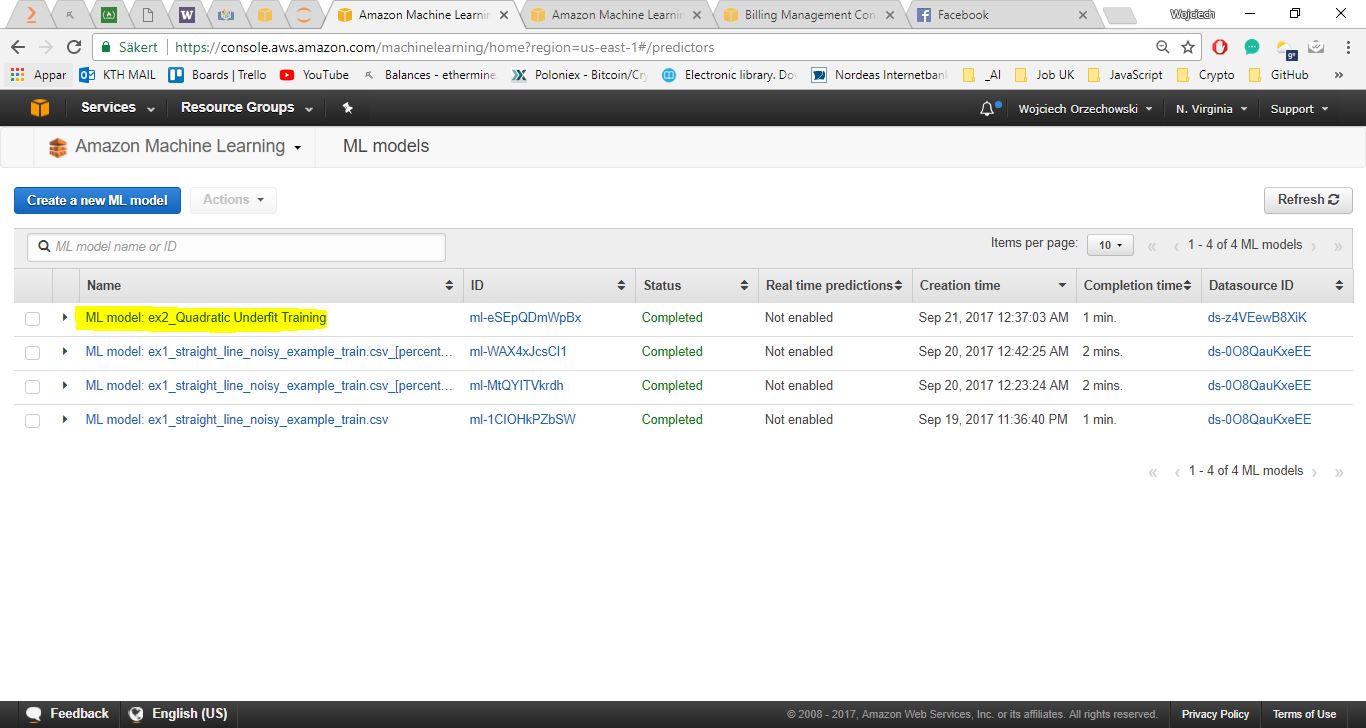 Amazon Machine Learnin
Amazon Machine Learnin
Billing Management Con
Facebook
Wojciech
Säkert
https://console.aws.amazon.com/machinelearning/home?region=us-east-1#/predictors
9°
Appar
KTH MAIL
Boards | Trello
YouTube
Balances - ethermine
Poloniex - Bitcoin/Cry
Electronic library. Do
Nordeas Internetbank
_AI
Job UK
JavaScript
Crypto
GitHub
»
Services
Resource Groups
Wojciech Orzechowski
N. Virginia
Support
Amazon Machine Learning
ML models
Create a new ML model
Actions
Refresh
ML model name or ID
Items per page:
10
« ‹ 1 - 4 of 4 ML models › »
Name ID Status Real time predictions Creation time Completion time Datasource ID
ML model: ex2_Quadratic Underfit Training ml-eSEpQDmWpBx Completed Not enabled Sep 21, 2017 12:37:03 AM 1 min. ds-z4VEewB8XiK
ML model: ex1_straight_line_noisy_example_train.csv_[percent... ml-WAX4xJcsCI1 Completed Not enabled Sep 20, 2017 12:42:25 AM 2 mins. ds-0O8QauKxeEE
ML model: ex1_straight_line_noisy_example_train.csv_[percent... ml-MtQYITVkrdh Completed Not enabled Sep 20, 2017 12:23:24 AM 2 mins. ds-0O8QauKxeEE
ML model: ex1_straight_line_noisy_example_train.csv ml-1CIOHkPZbSW Completed Not enabled Sep 19, 2017 11:36:40 PM 1 min. ds-0O8QauKxeEE
« ‹ 1 - 4 of 4 ML models › »
Feedback
English (US)
© 2008 - 2017, Amazon Web Services, Inc. or its affiliates. All rights reserved.
Privacy Policy
Terms of Use